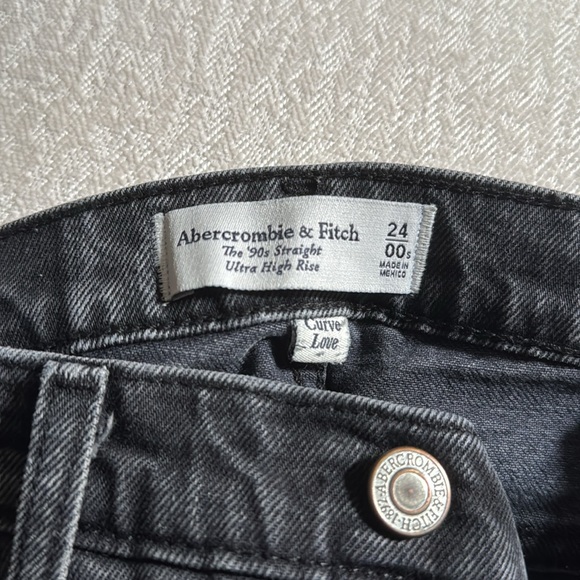 Abercrombie & Fitch
The '90s Straight
Ultra High Rise
24
00s
MADE IN
MEXICO
Curve
Love
ABERCROMBIE & FITCH · 1892 ·